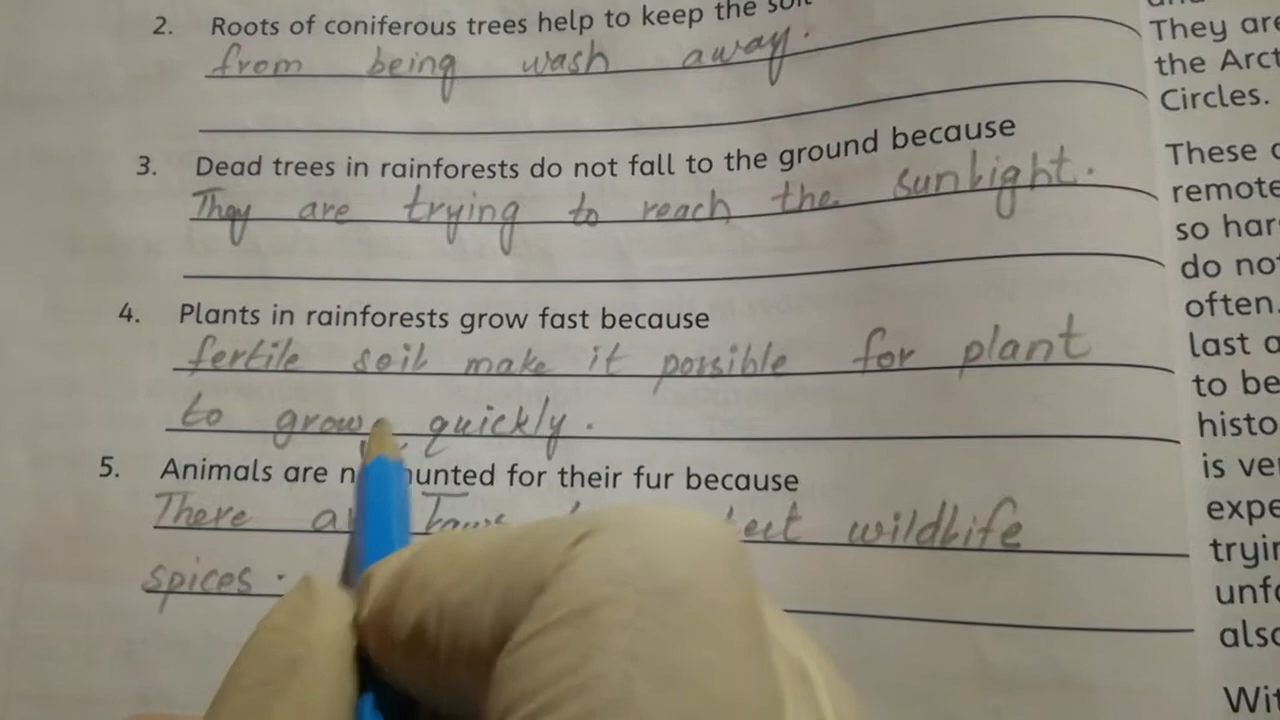 2. Roots of coniferous trees help to keep the soil
from being wash away.
3. Dead trees in rainforests do not fall to the ground because
They are trying to reach the sunlight.
4. Plants in rainforests grow fast because
fertile soil make it possible for plant
to grow quickly.
5. Animals are hunted for their fur because
There wildlife
spices.
They are
the Arct
Circles.
These
remote
so har
do no
often.
last
to be
histo
is ve
expe
tryin
unfo
also
Wit